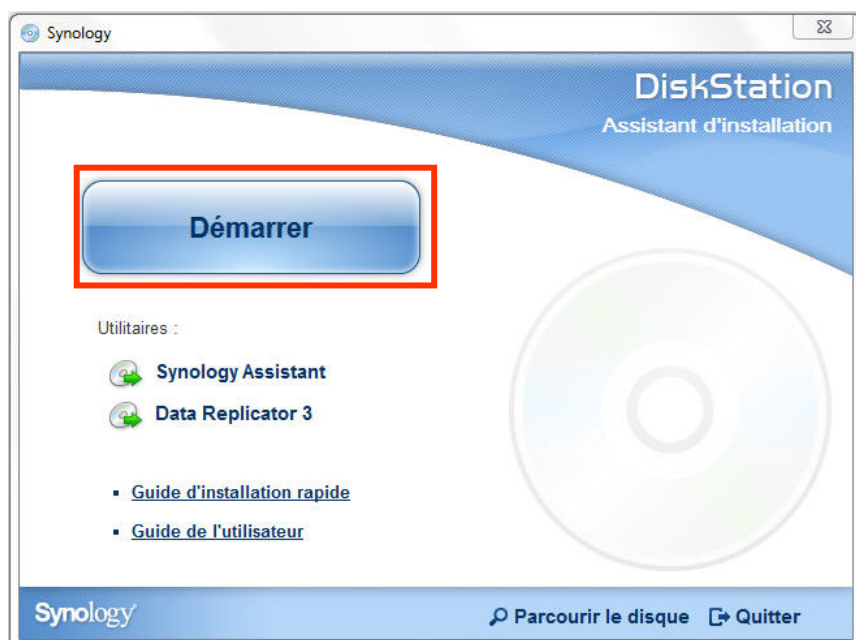 Synology
DiskStation
Assistant d'installation
Démarrer
Utilitaires :
Synology Assistant
Data Replicator 3
Guide d'installation rapide
Guide de l'utilisateur
Synology
Parcourir le disque
Quitter